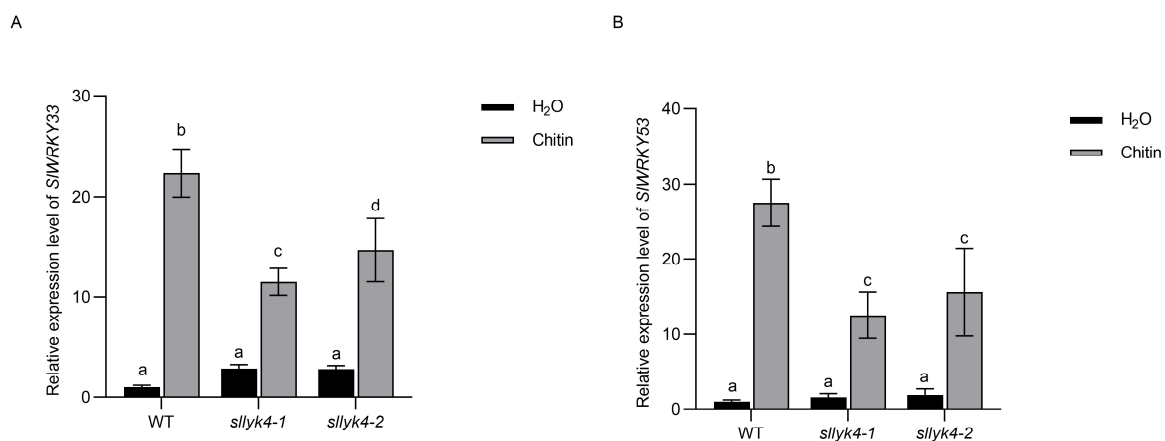 A
B
Relative expression level of SlWRKY33
30
20
10
0
b
c
d
a
a
a
WT
sllyk4-1
sllyk4-2
H₂O
Chitin
Relative expression level of SlWRKY53
40
30
20
10
0
b
c
c
a
a
a
WT
sllyk4-1
sllyk4-2
H₂O
Chitin